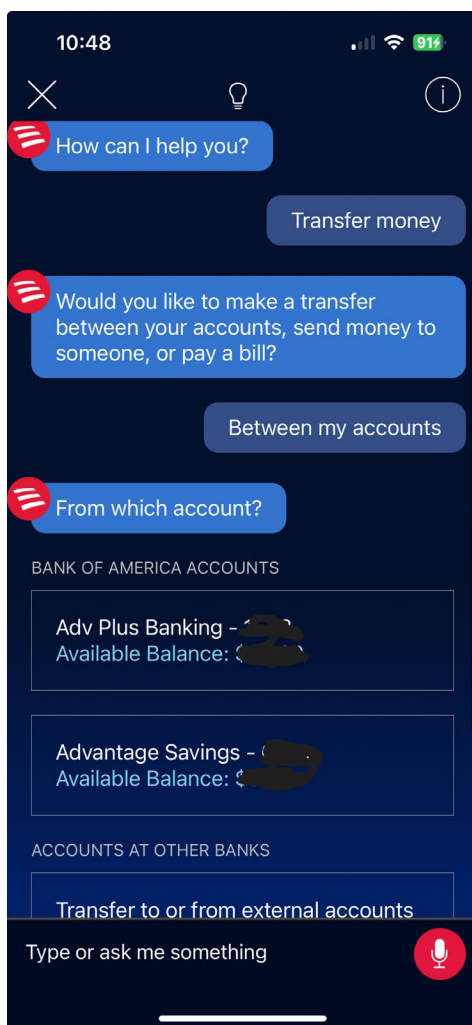 10:48
91
How can I help you?
Transfer money
Would you like to make a transfer
between your accounts, send money to
someone, or pay a bill?
Between my accounts
From which account?
BANK OF AMERICA ACCOUNTS
Adv Plus Banking -
Available Balance: $
Advantage Savings -
Available Balance: $
ACCOUNTS AT OTHER BANKS
Transfer to or from external accounts
Type or ask me something